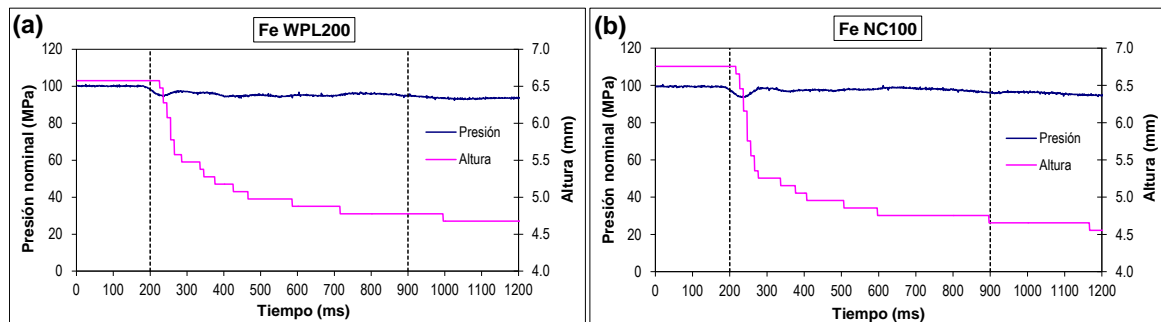 (a)
Fe WPL200
120
100
80
60
40
20
0
Presión nominal (MPa)
7.0
6.5
6.0
5.5
5.0
4.5
4.0
Altura (mm)
Presión
Altura
0 100 200 300 400 500 600 700 800 900 1000 1100 1200
Tiempo (ms)
(b)
Fe NC100
120
100
80
60
40
20
0
Presión nominal (MPa)
7.0
6.5
6.0
5.5
5.0
4.5
4.0
Altura (mm)
Presión
Altura
0 100 200 300 400 500 600 700 800 900 1000 1100 1200
Tiempo (ms)